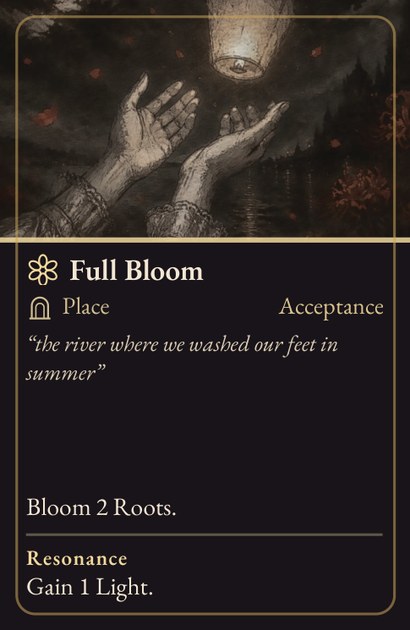 Full Bloom
Place Acceptance
“the river where we washed our feet in
summer”
Bloom 2 Roots.
Resonance
Gain 1 Light.